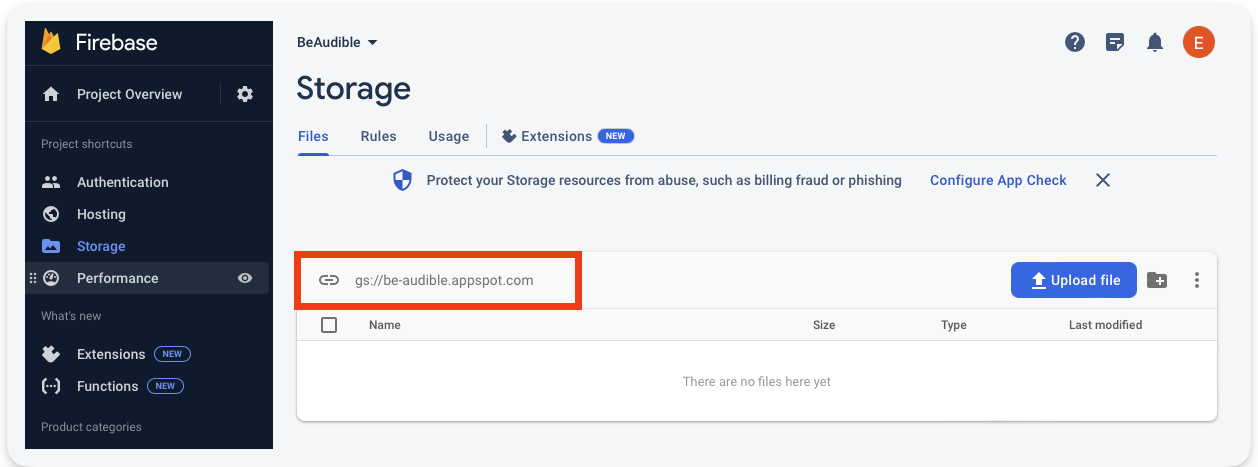 Firebase
Project Overview
Project shortcuts
Authentication
Hosting
Storage
Performance
What's new
Extensions NEW
Functions NEW
Product categories
BeAudible
E
Storage
Files Rules Usage Extensions NEW
Protect your Storage resources from abuse, such as billing fraud or phishing Configure App Check
gs://be-audible.appspot.com
Upload file
Name Size Type Last modified
There are no files here yet